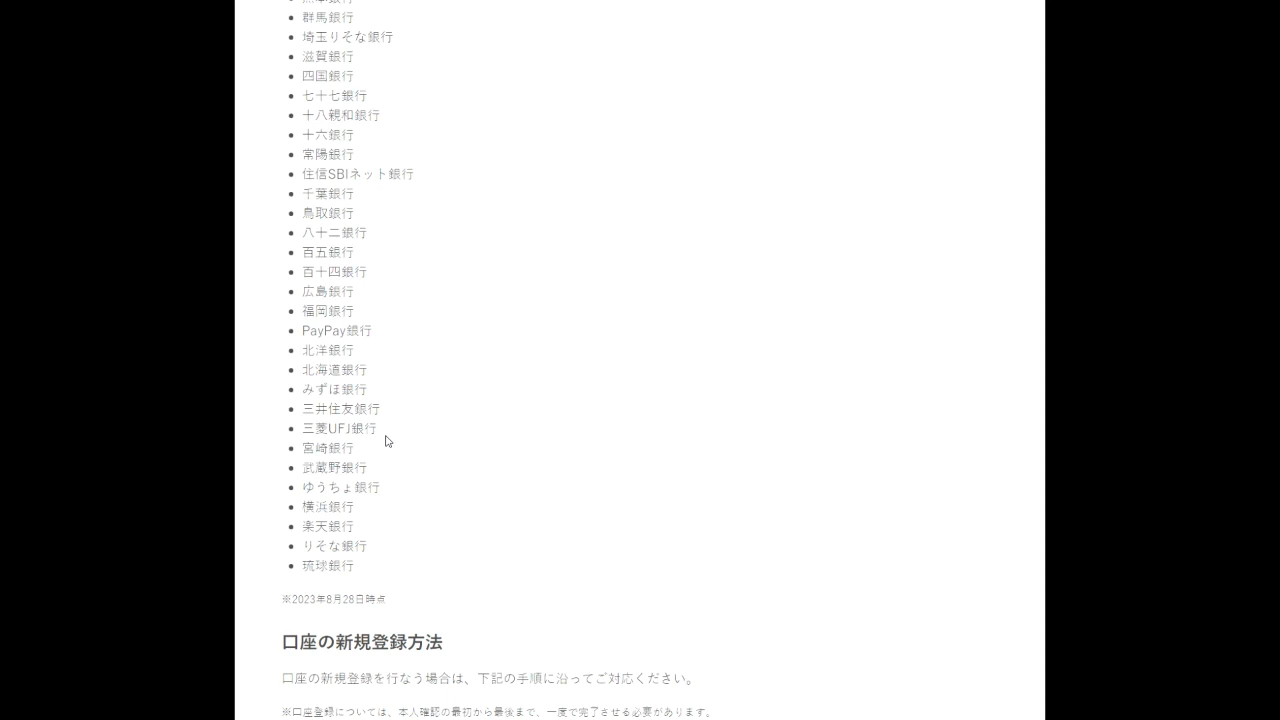 群馬銀行
埼玉りそな銀行
滋賀銀行
四国銀行
七十七銀行
十八親和銀行
十六銀行
常陽銀行
住信SBIネット銀行
千葉銀行
鳥取銀行
八十二銀行
百五銀行
百十四銀行
広島銀行
福岡銀行
PayPay銀行
北洋銀行
北海道銀行
みずほ銀行
三井住友銀行
三菱UFJ銀行
宮崎銀行
武蔵野銀行
ゆうちょ銀行
横浜銀行
楽天銀行
りそな銀行
琉球銀行
※2023年8月28日時点
口座の新規登録方法
口座の新規登録を行なう場合は、下記の手順に沿ってご対応ください。
※口座登録については、本人確認の最初から最後まで、一度で完了させる必要があります。